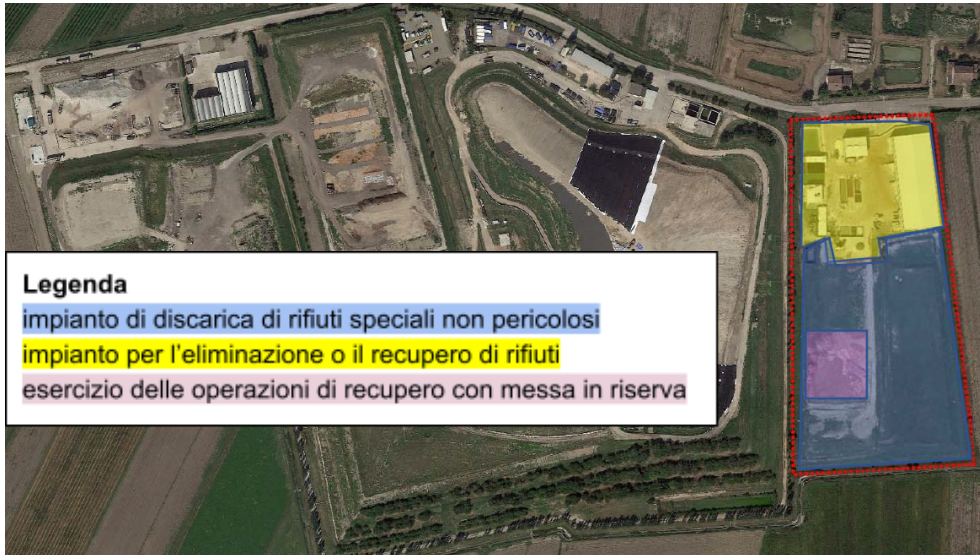 Legenda
impianto di discarica di rifiuti speciali non pericolosi
impianto per l'eliminazione o il recupero di rifiuti
esercizio delle operazioni di recupero con messa in riserva